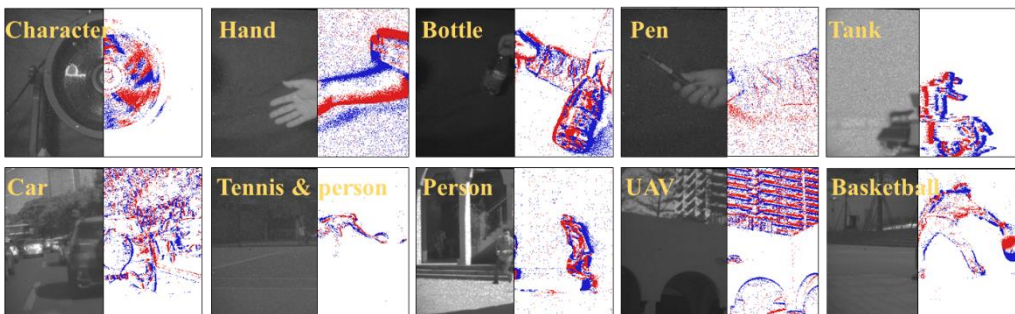 Character
Hand
Bottle
Pen
Tank
P
Car
Tennis & person
Person
UAV
Basketball